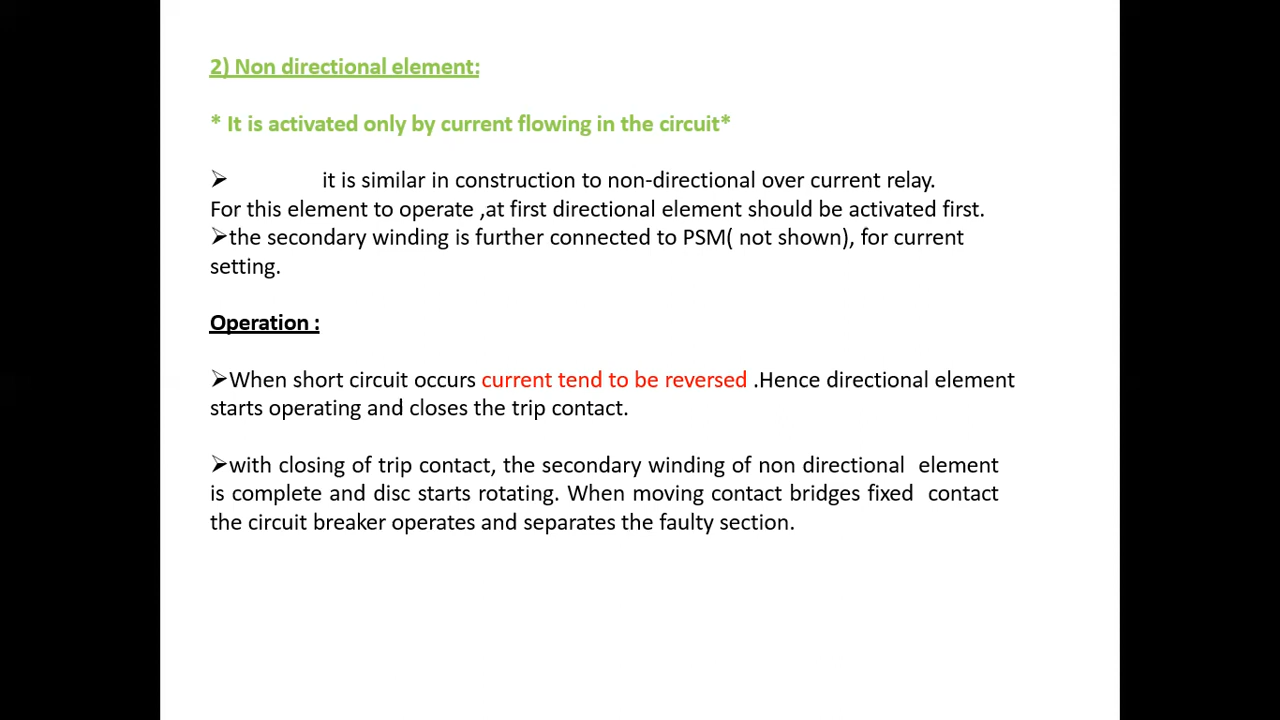 2) Non directional element:
* It is activated only by current flowing in the circuit*
➢ it is similar in construction to non-directional over current relay.
For this element to operate ,at first directional element should be activated first.
➢the secondary winding is further connected to PSM( not shown), for current
setting.
Operation :
➢When short circuit occurs current tend to be reversed .Hence directional element
starts operating and closes the trip contact.
➢with closing of trip contact, the secondary winding of non directional element
is complete and disc starts rotating. When moving contact bridges fixed contact
the circuit breaker operates and separates the faulty section.